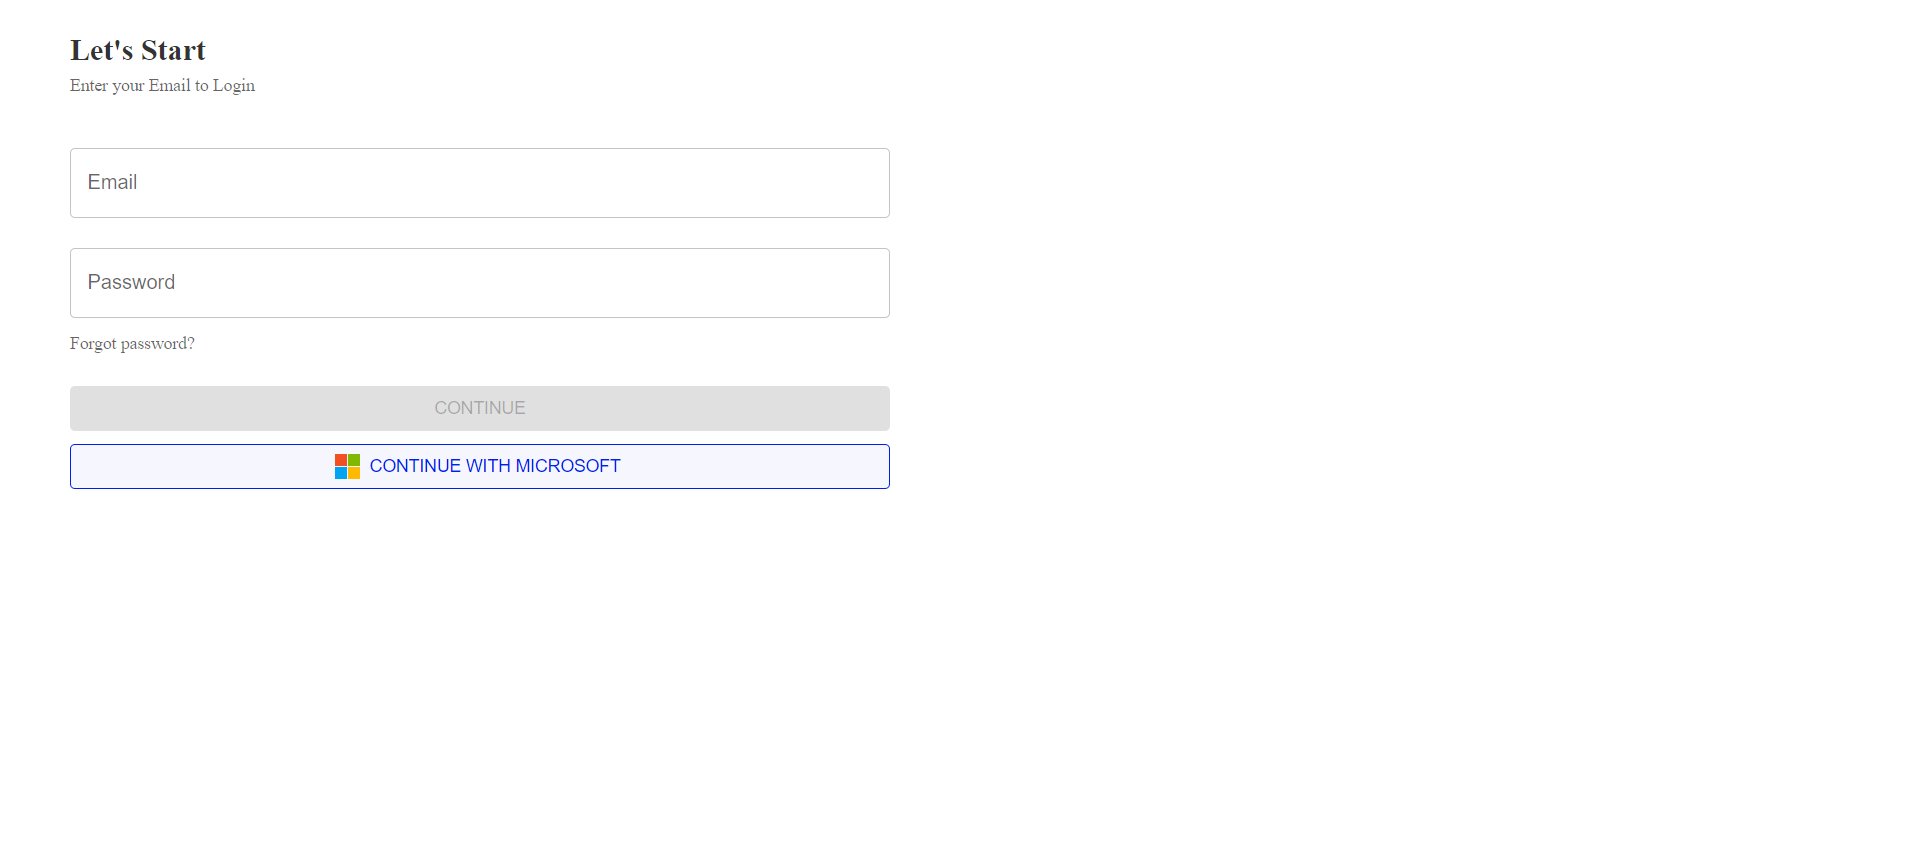 Let's Start
Enter your Email to Login
Email
Password
Forgot password?
CONTINUE
CONTINUE WITH MICROSOFT